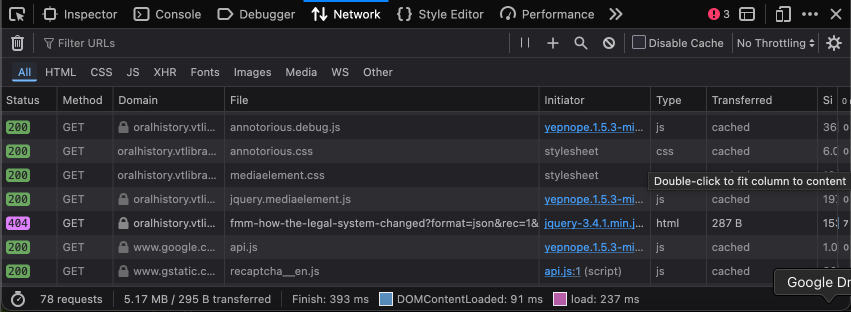 Inspector Console Debugger Network {} Style Editor Performance 3
Filter URLs Disable Cache No Throttling
All HTML CSS JS XHR Fonts Images Media WS Other
Status Method Domain File Initiator Type Transferred Si
200 GET oralhistory.vtli... annotorious.debug.js yepnope.1.5.3-mi... js cached 36
200 GET oralhistory.vtlibra... annotorious.css stylesheet css cached 6.0
200 GET oralhistory.vtlibra... mediaelement.css stylesheet
Double-click to fit column to content
200 GET oralhistory.vtli... jquery.mediaelement.js yepnope.1.5.3-mi... js cached 197
404 GET oralhistory.vtli... fmm-how-the-legal-system-changed?format=json&rec=1& jquery-3.4.1.min.j... html 287 B 153 7
200 GET www.google.c... api.js yepnope.1.5.3-mi... js cached 1.0
200 GET www.gstatic.c... recaptcha__en.js api.js:1 (script) js cached
Google Dr
78 requests 5.17 MB / 295 B transferred Finish: 393 ms DOMContentLoaded: 91 ms load: 237 ms